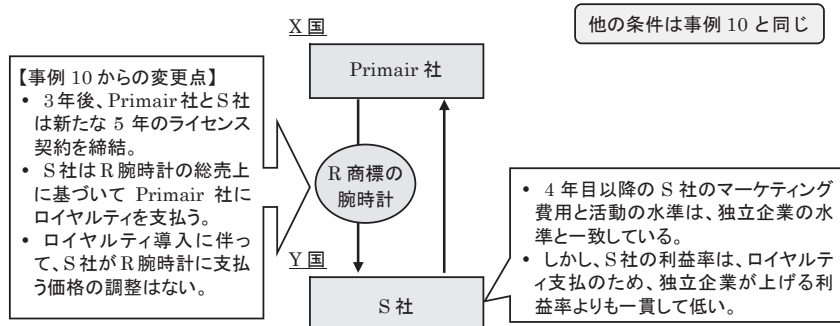 X 国
他の条件は事例 10 と同じ
Primair 社
【事例 10 からの変更点】
• 3年後、Primair社とS社
は新たな 5 年のライセンス
契約を締結。
• S社はR腕時計の総売上
に基づいて Primair 社に
ロイヤルティを支払う。
• ロイヤルティ導入に伴っ
て、S社がR腕時計に支払
う価格の調整はない。
R 商標の
腕時計
• 4 年目以降の S 社のマーケティング
費用と活動の水準は、独立企業の水
準と一致している。
• しかし、S社の利益率は、ロイヤルテ
ィ支払のため、独立企業が上げる利
益率よりも一貫して低い。
Y 国
S 社